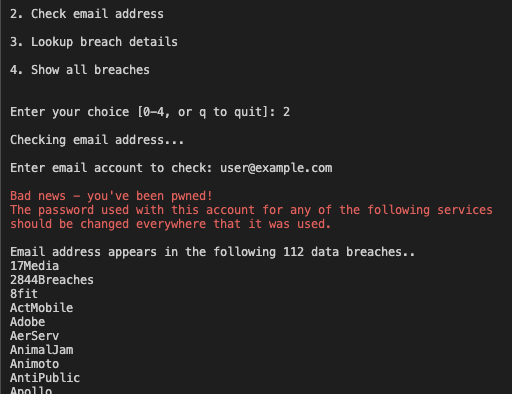 2. Check email address
3. Lookup breach details
4. Show all breaches
Enter your choice [0-4, or q to quit]: 2
Checking email address...
Enter email account to check: user@example.com
Bad news - you've been pwned!
The password used with this account for any of the following services
should be changed everywhere that it was used.
Email address appears in the following 112 data breaches..
17Media
2844Breaches
8fit
ActMobile
Adobe
AerServ
AnimalJam
Animoto
AntiPublic
Apollo